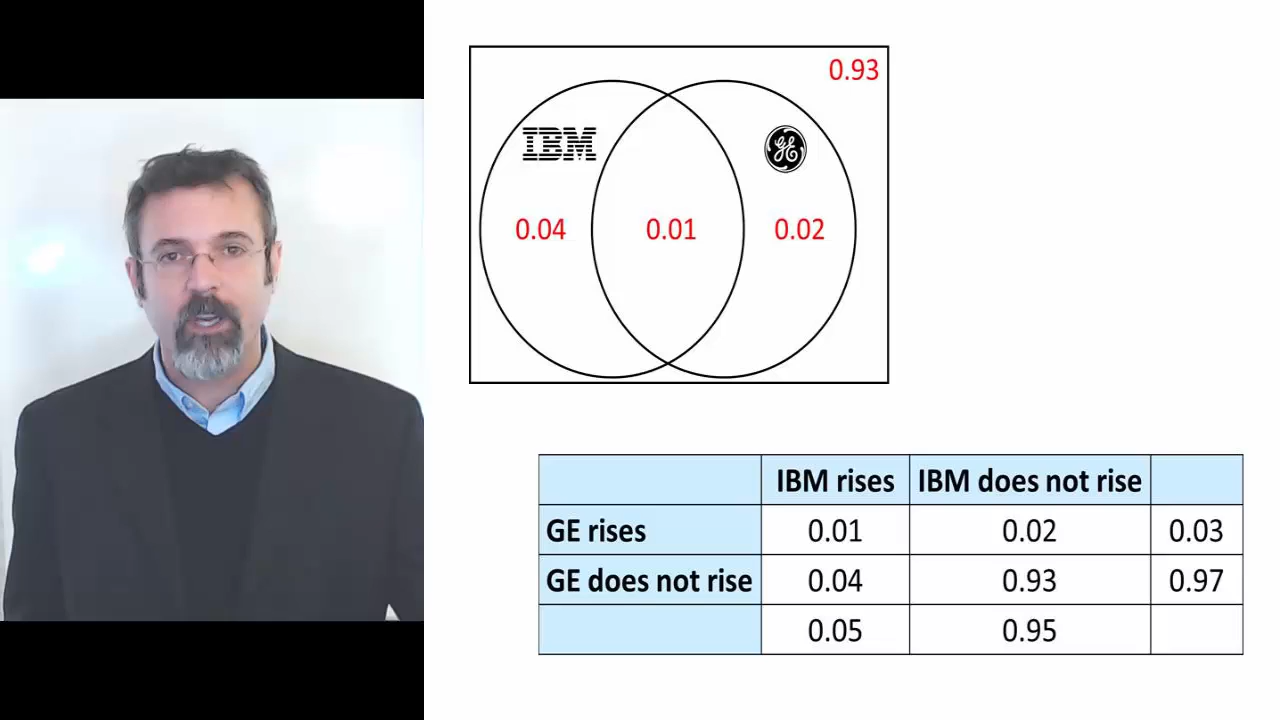 0.93
IBM
GE
0.04 0.01 0.02
IBM rises IBM does not rise
GE rises 0.01 0.02 0.03
GE does not rise 0.04 0.93 0.97
0.05 0.95